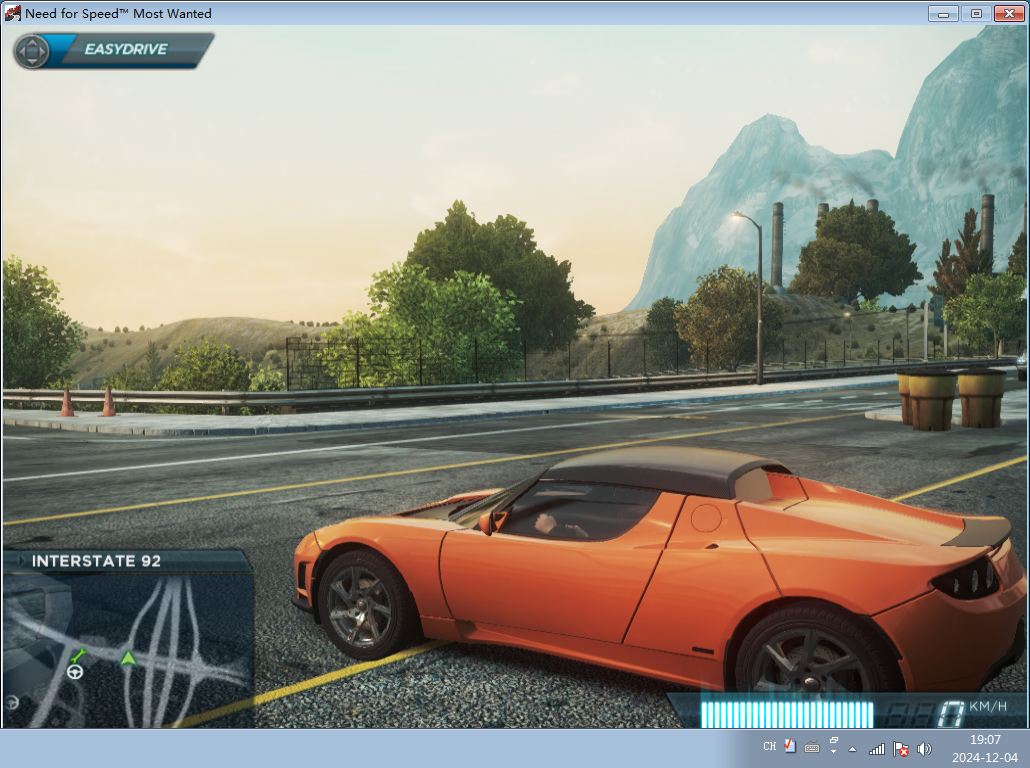 Need for Speed™ Most Wanted
EASYDRIVE
INTERSTATE 92
0 KM/H
CH
19:07
2024-12-04